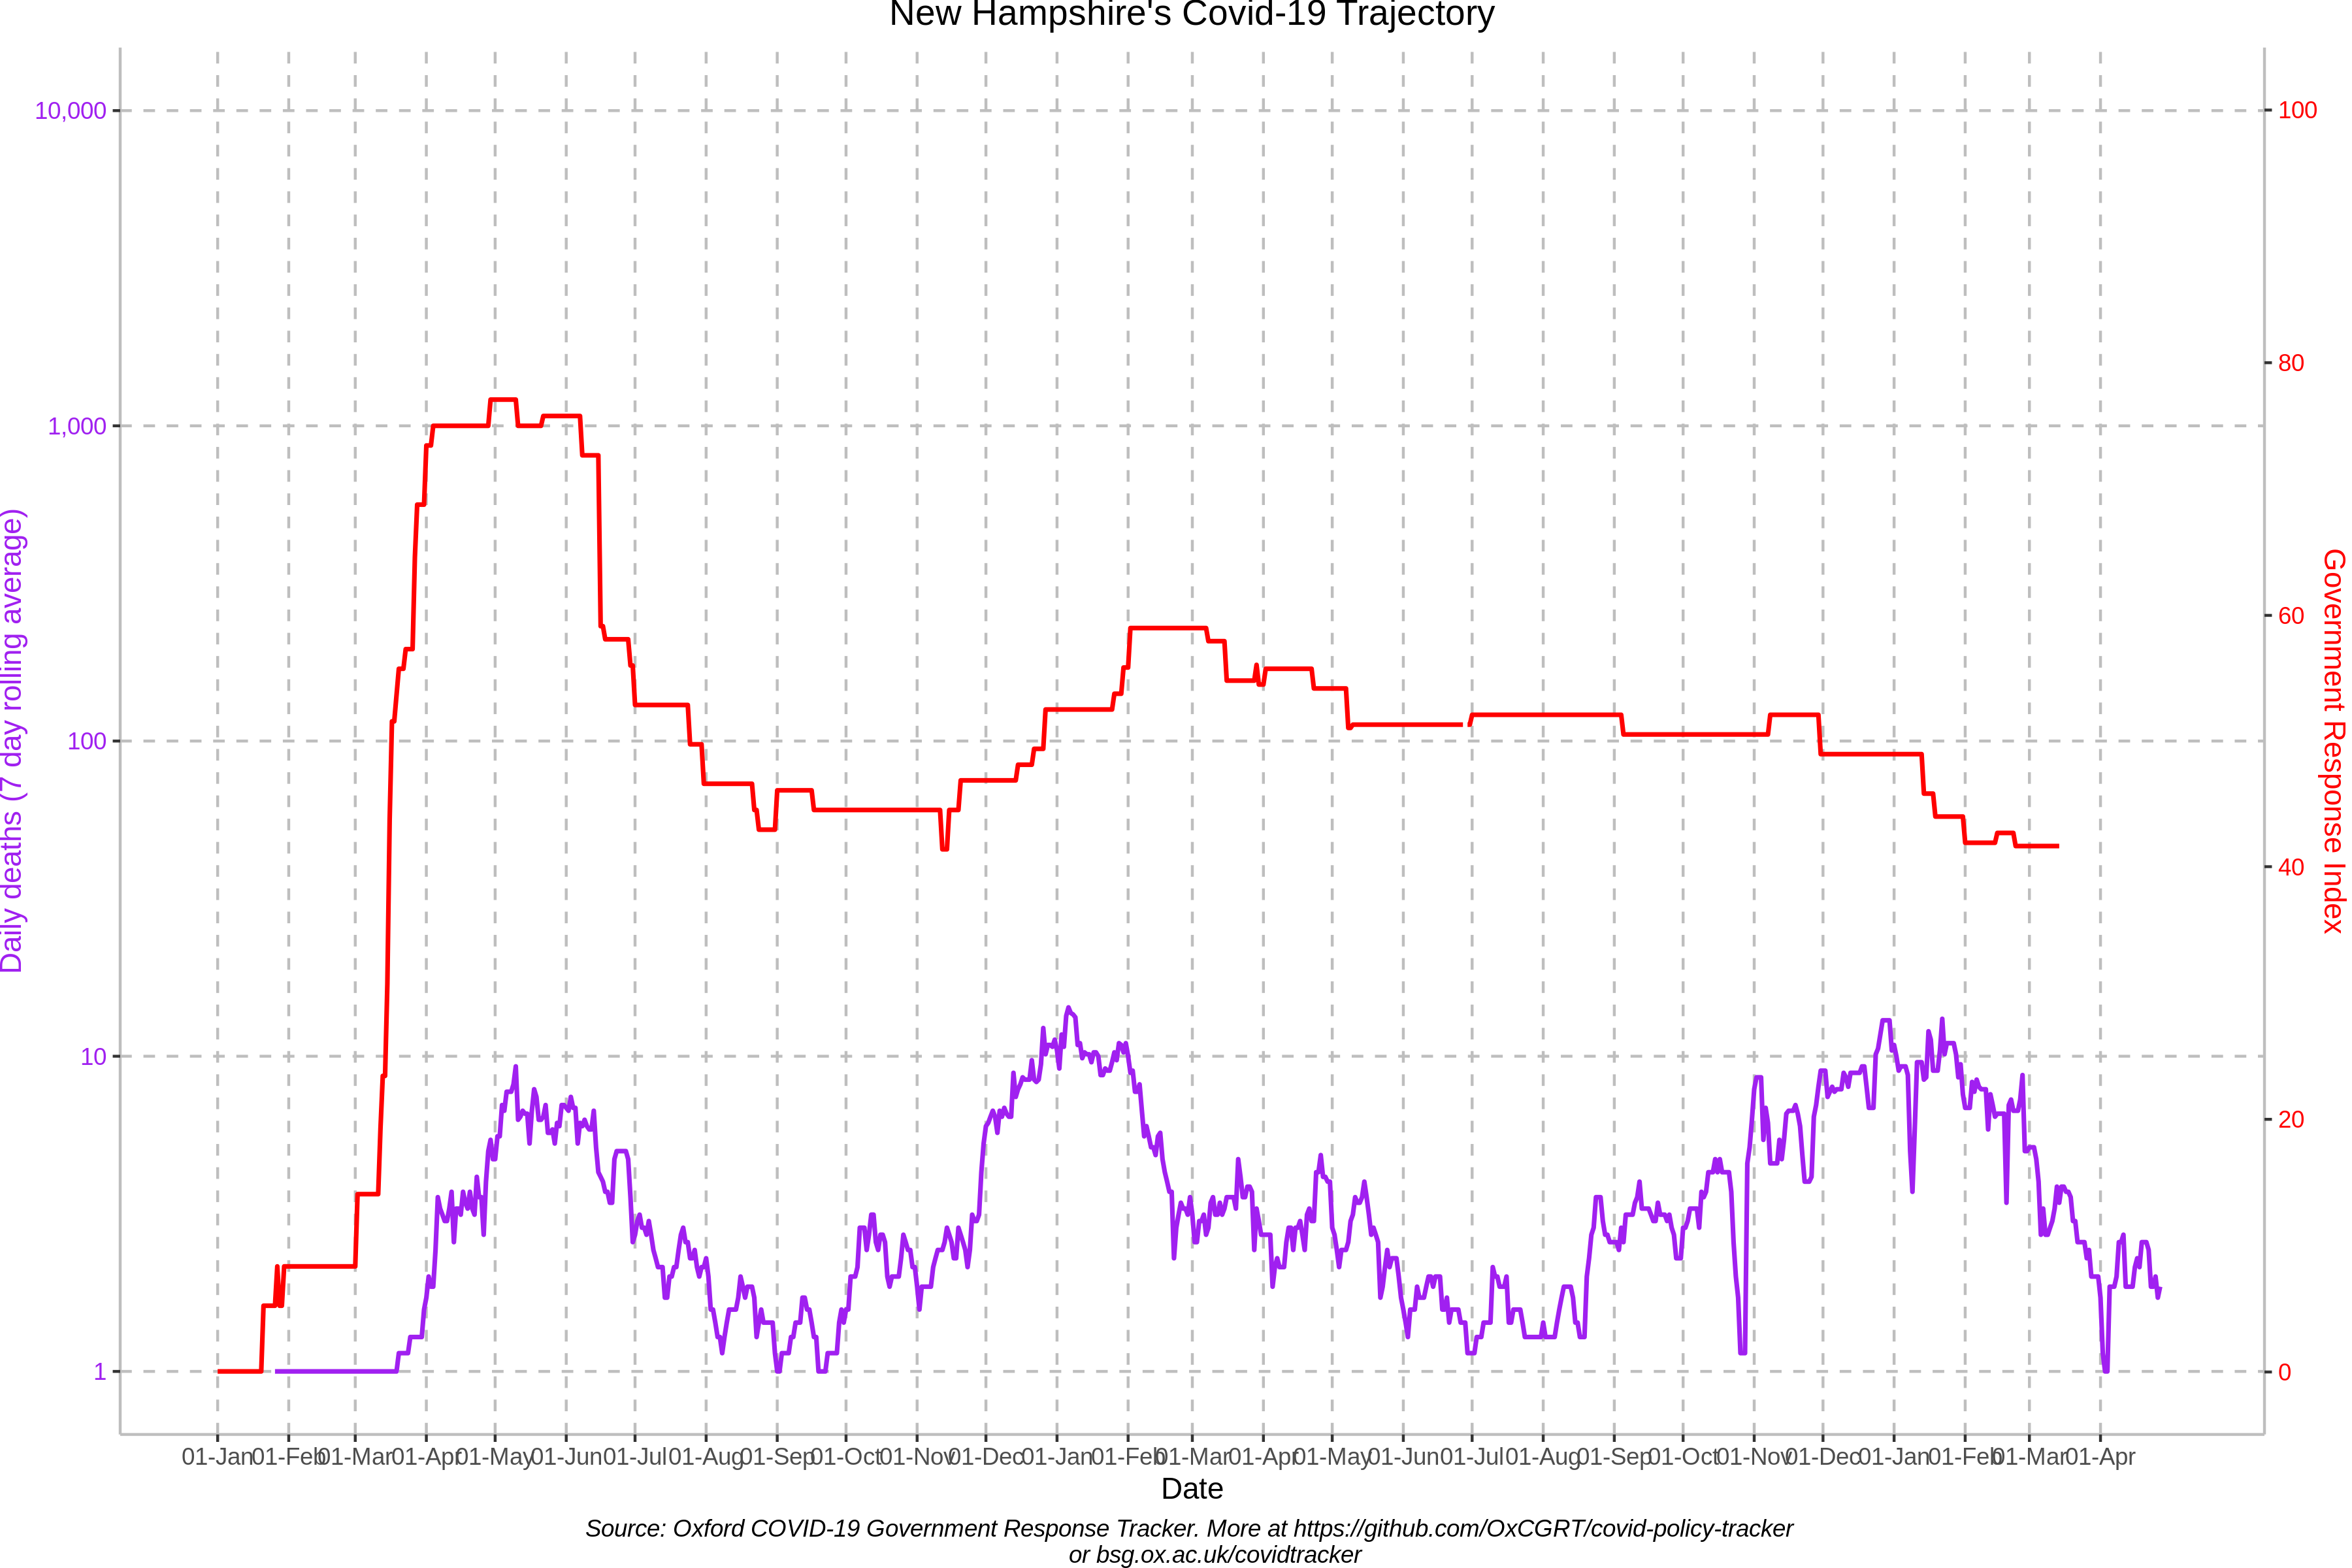 New Hampshire's Covid-19 Trajectory
10,000
1,000
100
10
1
Daily deaths (7 day rolling average)
100
80
60
40
20
0
Government Response Index
01-Jan 01-Feb 01-Mar 01-Apr 01-May 01-Jun 01-Jul 01-Aug 01-Sep 01-Oct 01-Nov 01-Dec 01-Jan 01-Feb 01-Mar 01-Apr 01-May 01-Jun 01-Jul 01-Aug 01-Sep 01-Oct 01-Nov 01-Dec 01-Jan 01-Feb 01-Mar 01-Apr
Date
Source: Oxford COVID-19 Government Response Tracker. More at https://github.com/OxCGRT/covid-policy-tracker
or bsg.ox.ac.uk/covidtracker